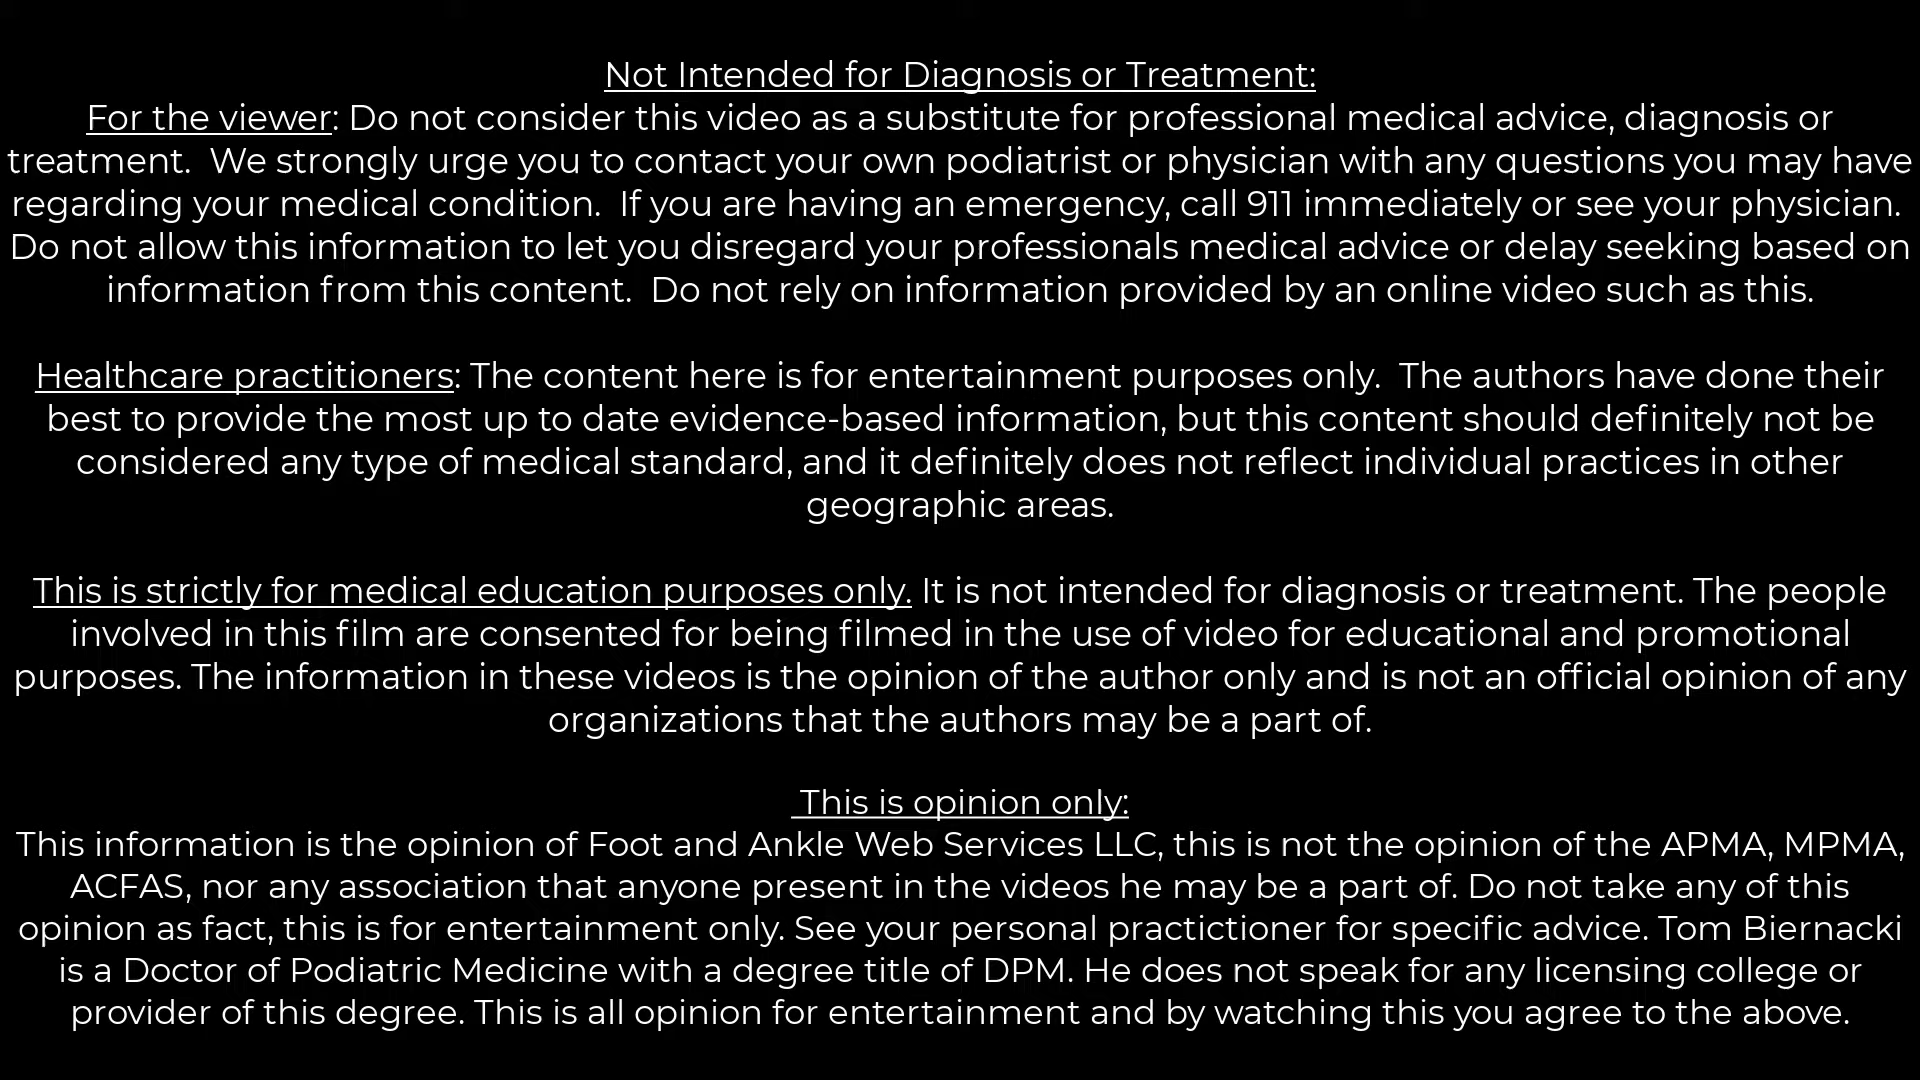 Not Intended for Diagnosis or Treatment:
For the viewer: Do not consider this video as a substitute for professional medical advice, diagnosis or
treatment.  We strongly urge you to contact your own podiatrist or physician with any questions you may have
regarding your medical condition.  If you are having an emergency, call 911 immediately or see your physician.
Do not allow this information to let you disregard your professionals medical advice or delay seeking based on
information from this content.  Do not rely on information provided by an online video such as this.
Healthcare practitioners: The content here is for entertainment purposes only.  The authors have done their
best to provide the most up to date evidence-based information, but this content should definitely not be
considered any type of medical standard, and it definitely does not reflect individual practices in other
geographic areas.
This is strictly for medical education purposes only. It is not intended for diagnosis or treatment. The people
involved in this film are consented for being filmed in the use of video for educational and promotional
purposes. The information in these videos is the opinion of the author only and is not an official opinion of any
organizations that the authors may be a part of.
This is opinion only:
This information is the opinion of Foot and Ankle Web Services LLC, this is not the opinion of the APMA, MPMA,
ACFAS, nor any association that anyone present in the videos he may be a part of. Do not take any of this
opinion as fact, this is for entertainment only. See your personal practictioner for specific advice. Tom Biernacki
is a Doctor of Podiatric Medicine with a degree title of DPM. He does not speak for any licensing college or
provider of this degree. This is all opinion for entertainment and by watching this you agree to the above.